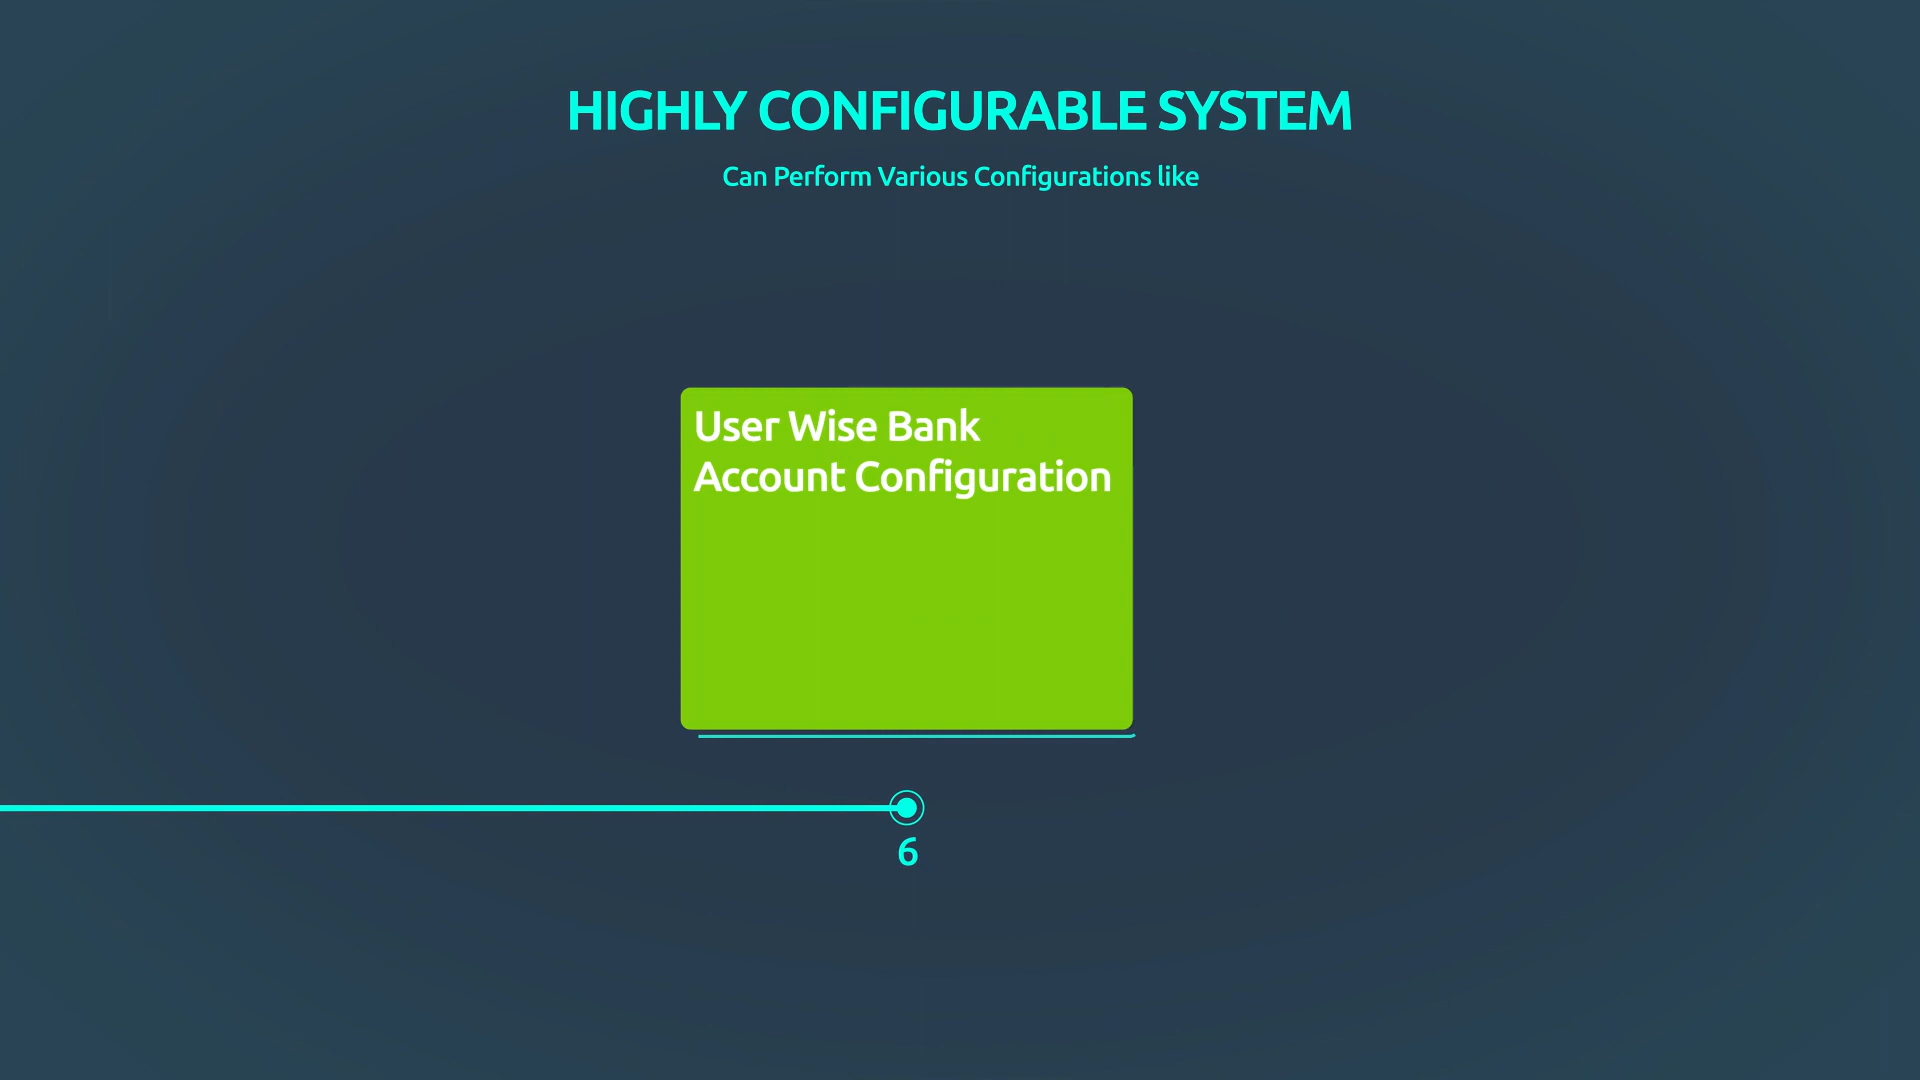 HIGHLY CONFIGURABLE SYSTEM
Can Perform Various Configurations like
User Wise Bank
Account Configuration
6